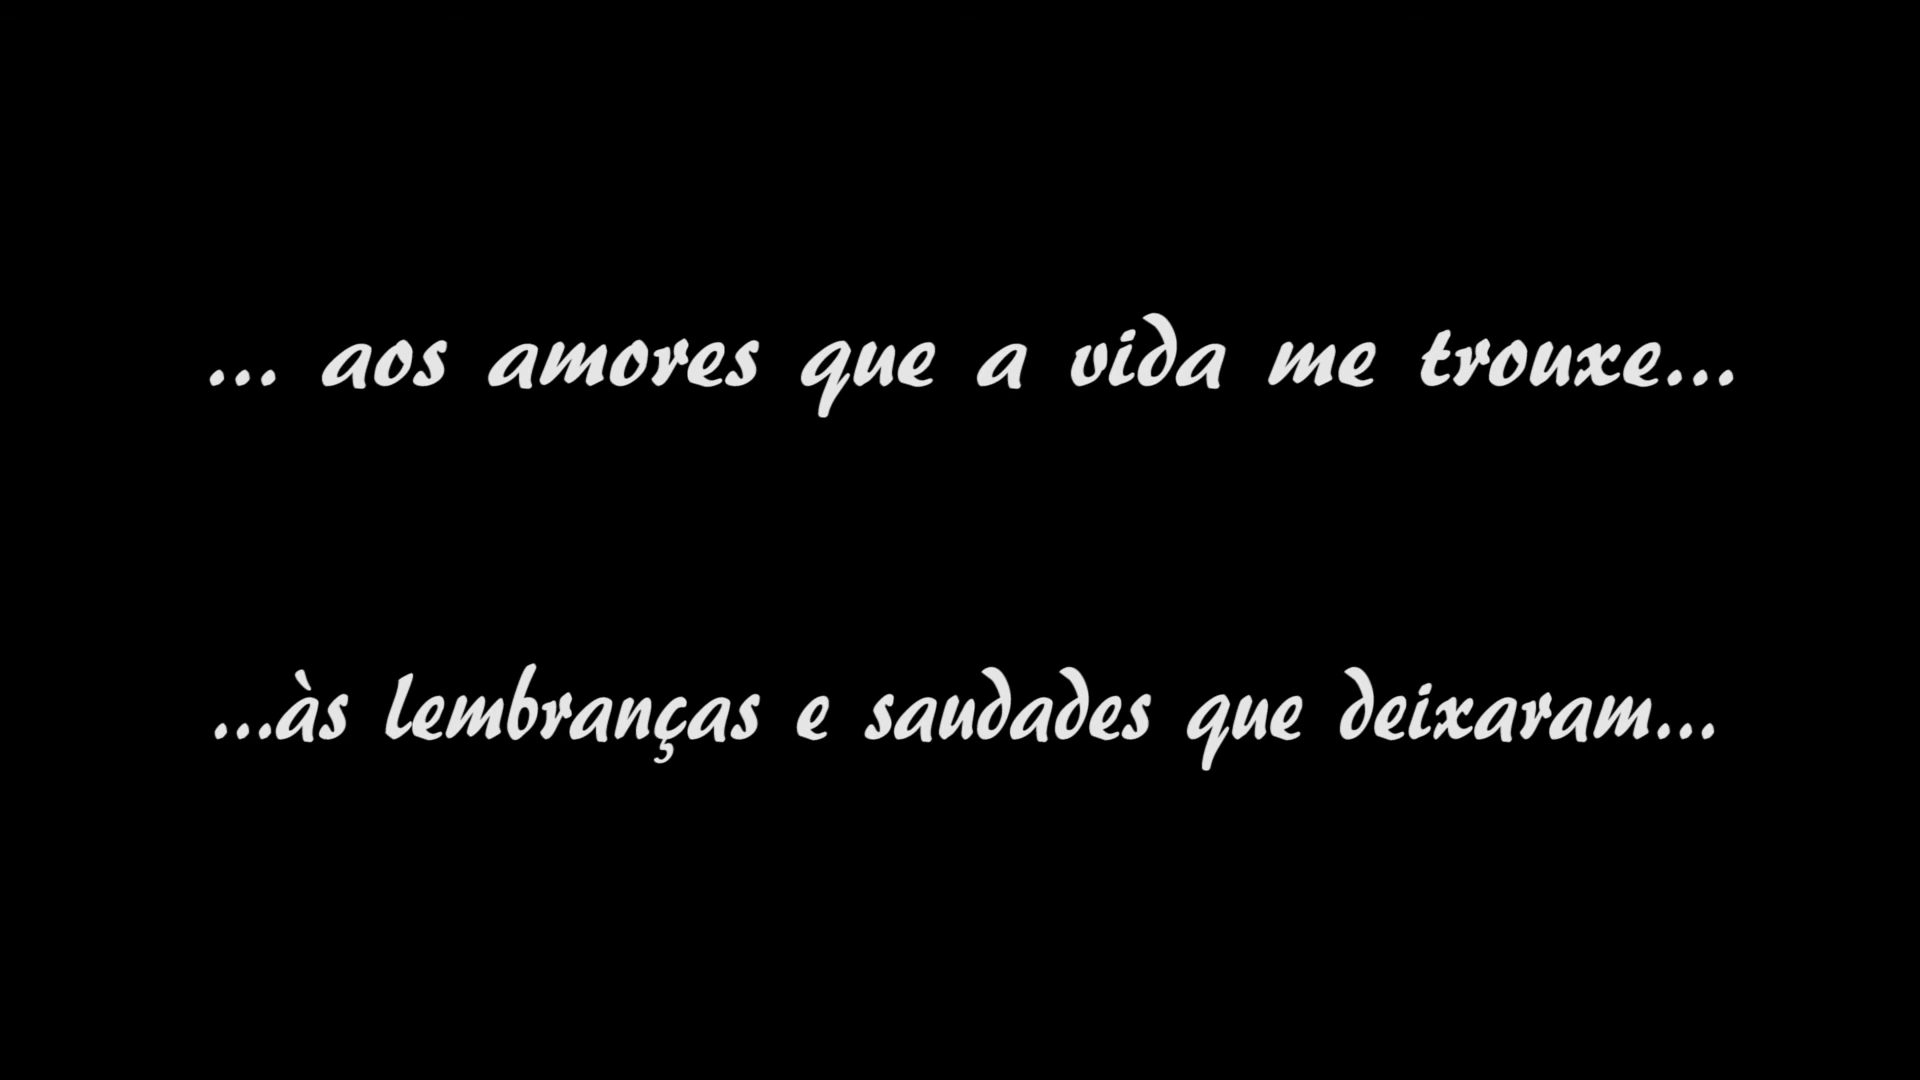 ... aos amores que a vida me trouxe...
...às lembranças e saudades que deixaram...